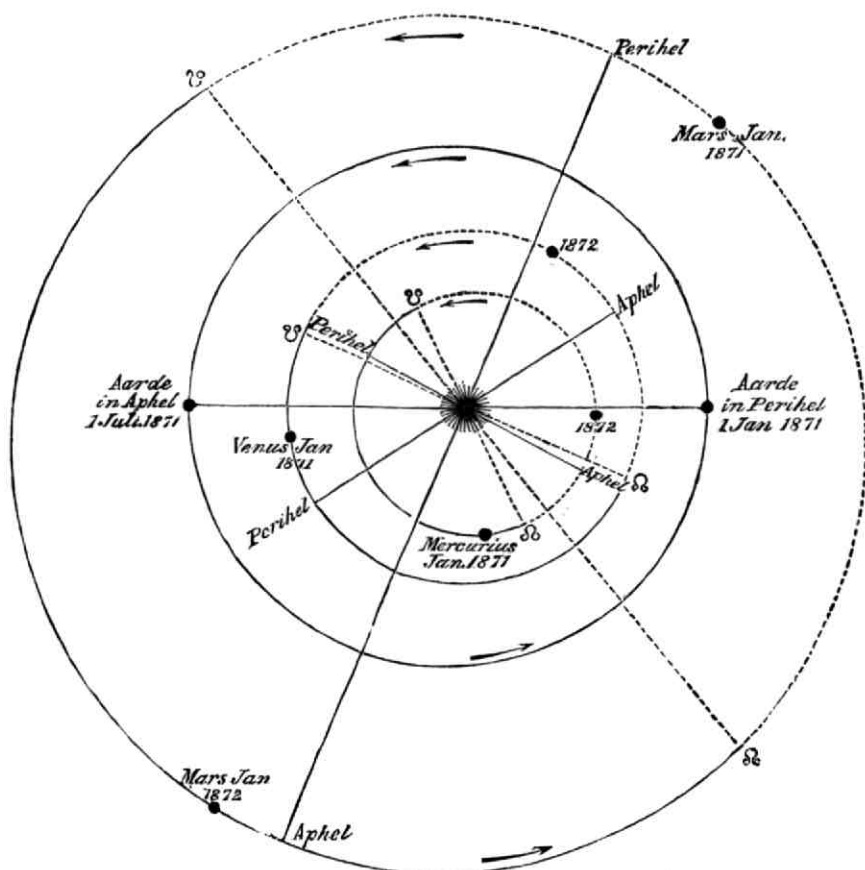 Perihel
☋
Mars Jan.
1871
1872
Aphel
☋
☋
Perihel
Aarde
in Aphel
1 Juli.1871
Aarde
in Perihel
1 Jan 1871
1872
Venus Jan
1871
Aphel
☊
Perihel
Mercurius
Jan.1871
☊
☊
Mars Jan
1872
Aphel